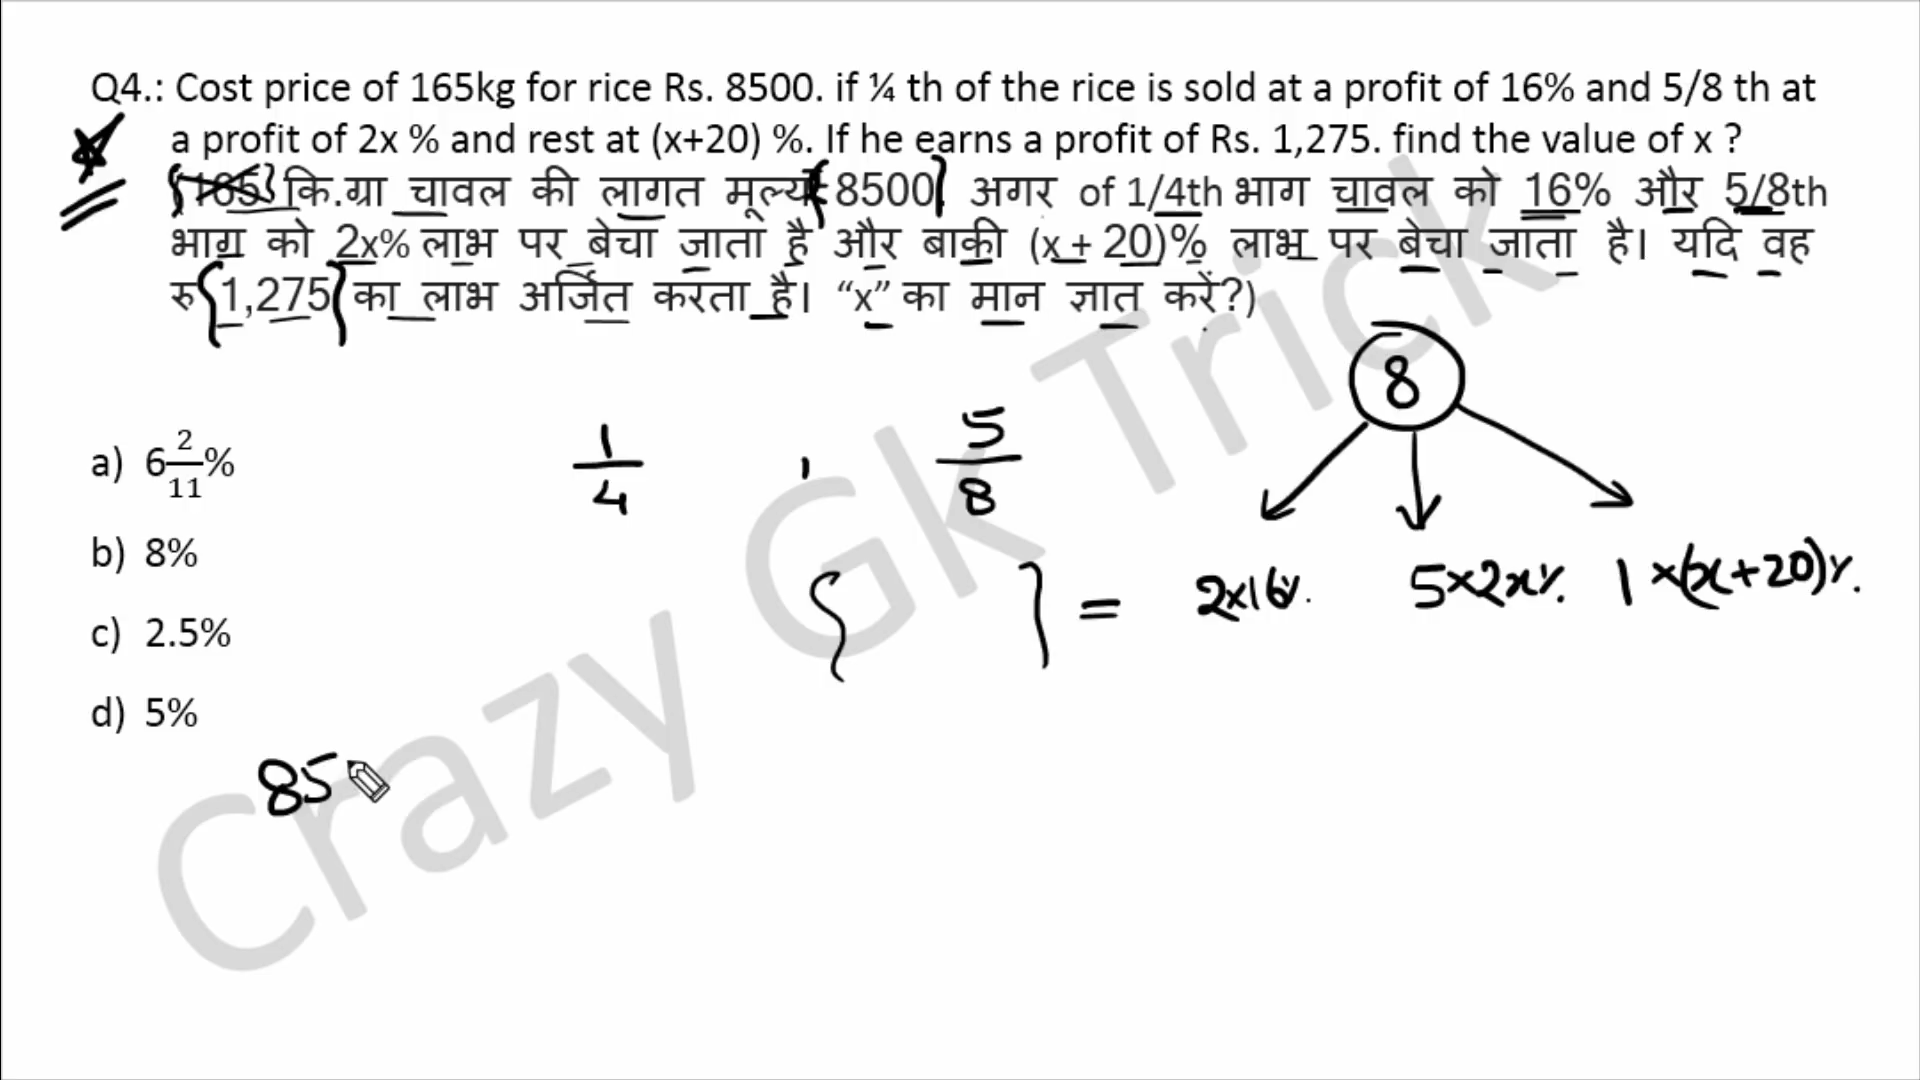 Q4.: Cost price of 165kg for rice Rs. 8500. if ¼ th of the rice is sold at a profit of 16% and 5/8 th at
a profit of 2x % and rest at (x+20) %. If he earns a profit of Rs. 1,275. find the value of x ?
(165 कि.ग्रा चावल की लागत मूल्य 8500. अगर of 1/4th भाग चावल को 16% और 5/8th
भाग को 2x% लाभ पर बेचा जाता है और बाकी (x + 20)% लाभ पर बेचा जाता है। यदि वह
रु 1,275 का लाभ अर्जित करता है। “x” का मान ज्ञात करें?)
8
a) 6 2/11 %
1/4 , 5/8
b) 8%
{ } = 2×16%. 5×2x%. 1×(x+20)%.
c) 2.5%
d) 5%
85
Crazy Gk Trick